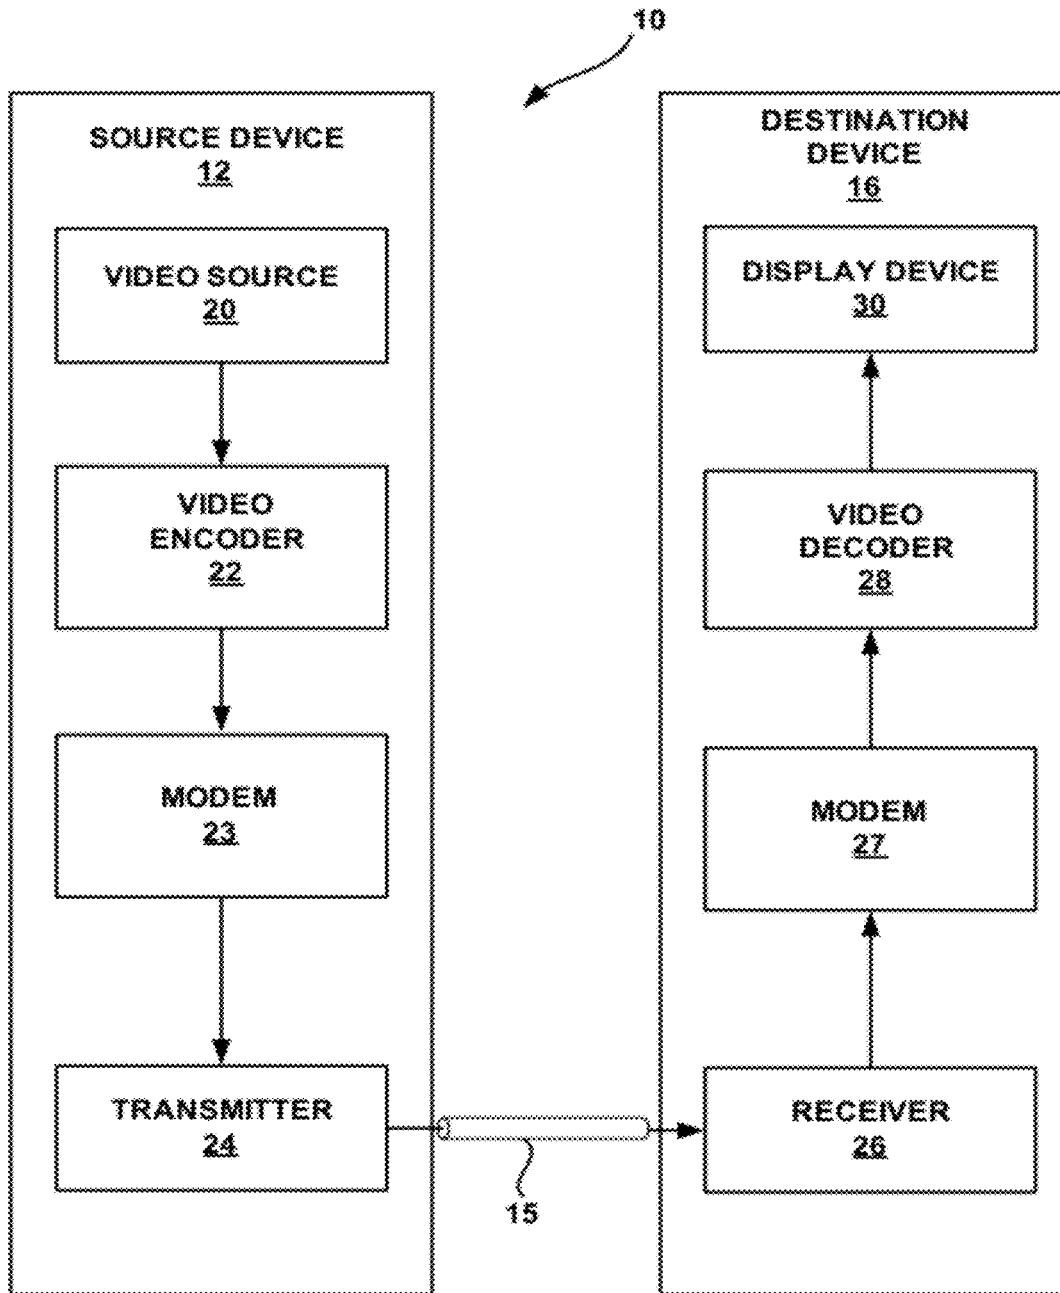 10
SOURCE DEVICE
12
VIDEO SOURCE
20
VIDEO
ENCODER
22
MODEM
23
TRANSMITTER
24
15
DESTINATION
DEVICE
16
DISPLAY DEVICE
30
VIDEO
DECODER
28
MODEM
27
RECEIVER
26